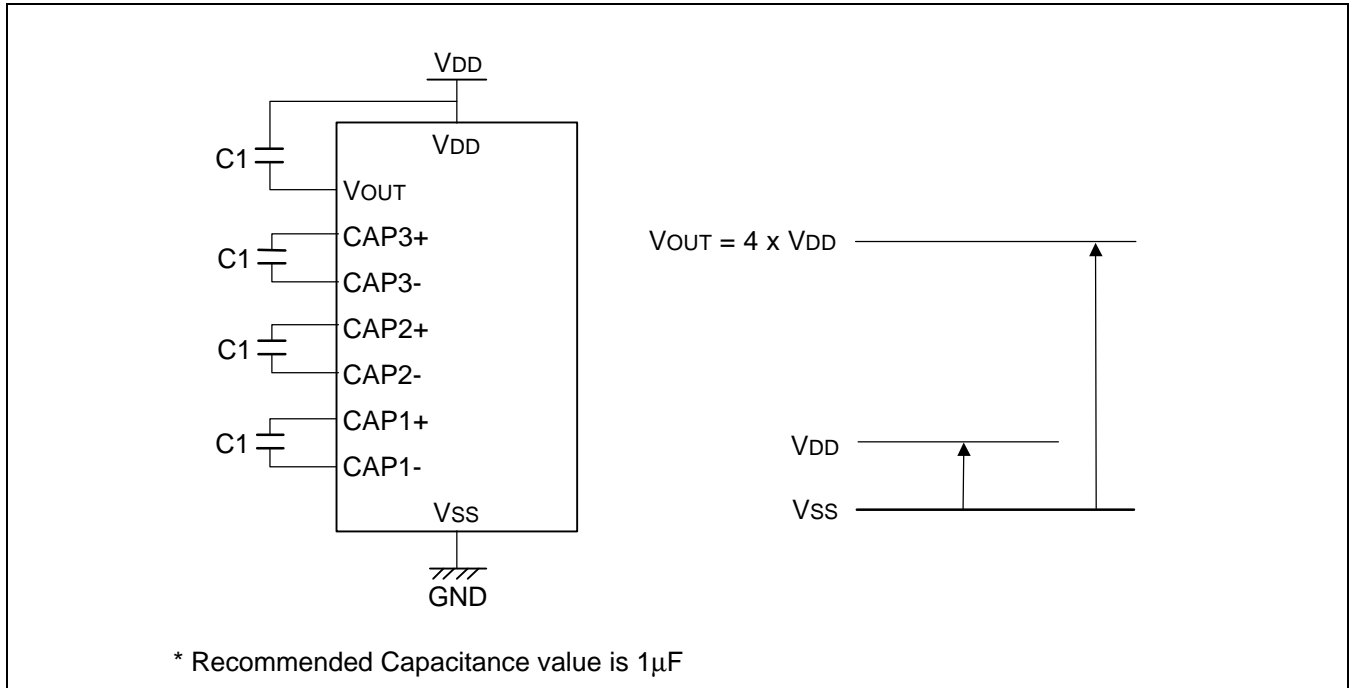 VDD
VDD
C1
VOUT
CAP3+
C1
CAP3-
CAP2+
C1
CAP2-
CAP1+
C1
CAP1-
VSS
GND
VOUT = 4 x VDD
VDD
VSS
* Recommended Capacitance value is 1μF